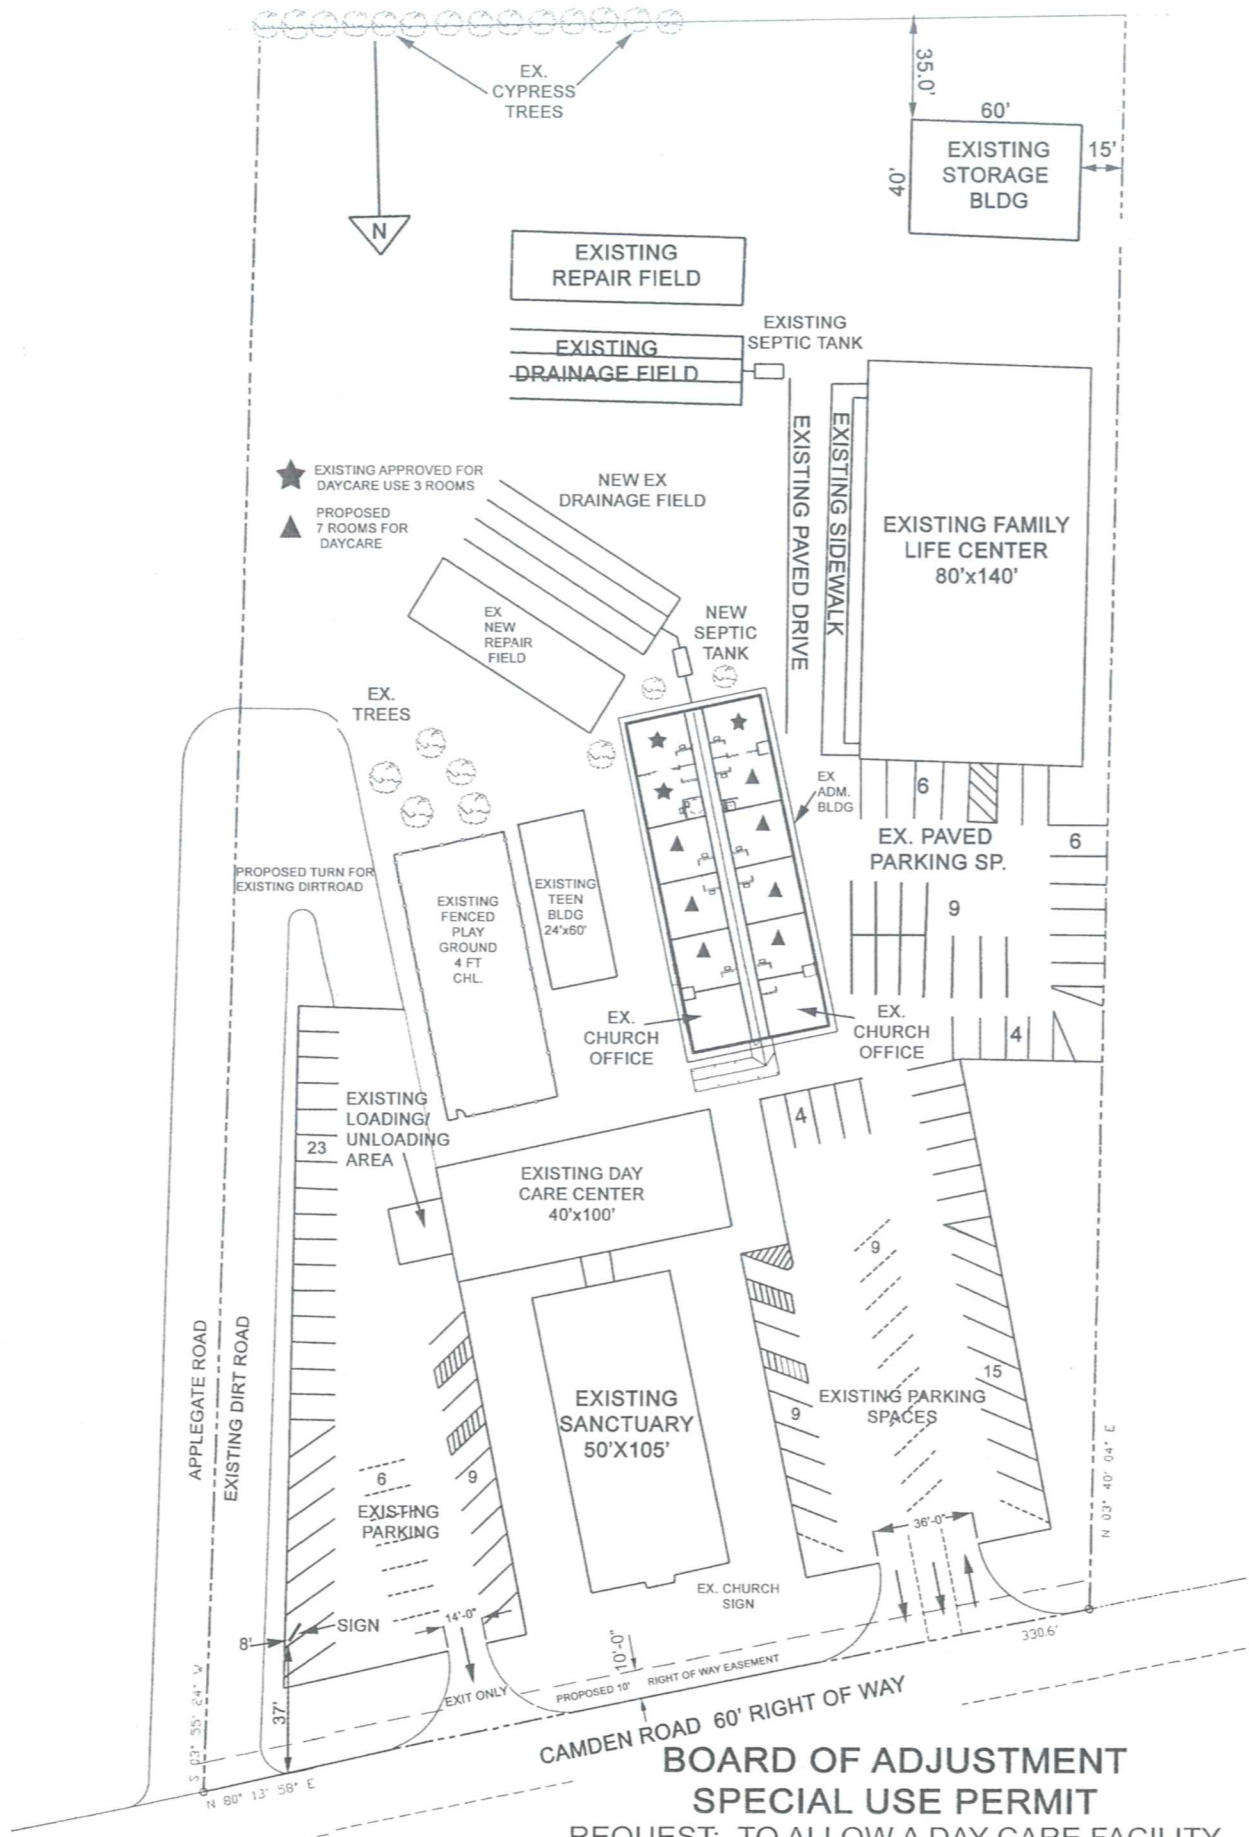 EX.
CYPRESS
TREES
35.0'
60'
40'
EXISTING
STORAGE
BLDG
15'
N
EXISTING
REPAIR FIELD
EXISTING
SEPTIC TANK
EXISTING
DRAINAGE FIELD
EXISTING PAVED DRIVE
EXISTING SIDEWALK
EXISTING FAMILY
LIFE CENTER
80'x140'
EXISTING APPROVED FOR
DAYCARE USE 3 ROOMS
PROPOSED
7 ROOMS FOR
DAYCARE
NEW EX
DRAINAGE FIELD
EX
NEW
REPAIR
FIELD
NEW
SEPTIC
TANK
EX.
TREES
EX
ADM.
BLDG
6
EX. PAVED
PARKING SP.
6
9
4
PROPOSED TURN FOR
EXISTING DIRTROAD
EXISTING
FENCED
PLAY
GROUND
4 FT
CHL.
EXISTING
TEEN
BLDG
24'x60'
EX.
CHURCH
OFFICE
EX.
CHURCH
OFFICE
EXISTING
LOADING/
UNLOADING
AREA
23
4
EXISTING DAY
CARE CENTER
40'x100'
9
APPLEGATE ROAD
EXISTING DIRT ROAD
EXISTING
SANCTUARY
50'X105'
15
EXISTING PARKING
SPACES
9
6
9
EXISTING
PARKING
36'-0"
N 03° 40' 04" E
EX. CHURCH
SIGN
SIGN
8'
14'-0"
10'-0"
330.6'
37'
EXIT ONLY
PROPOSED 10' RIGHT OF WAY EASEMENT
S 03° 55' 24" W
N 80° 13' 58" E
CAMDEN ROAD 60' RIGHT OF WAY
BOARD OF ADJUSTMENT
SPECIAL USE PERMIT
REQUEST: TO ALLOW A DAY CARE FACILITY